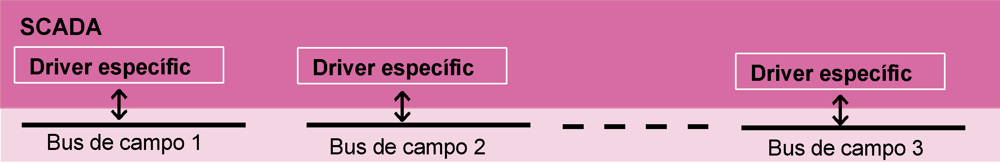 SCADA
Driver específic
Driver específic
Driver específic
Bus de campo 1
Bus de campo 2
Bus de campo 3